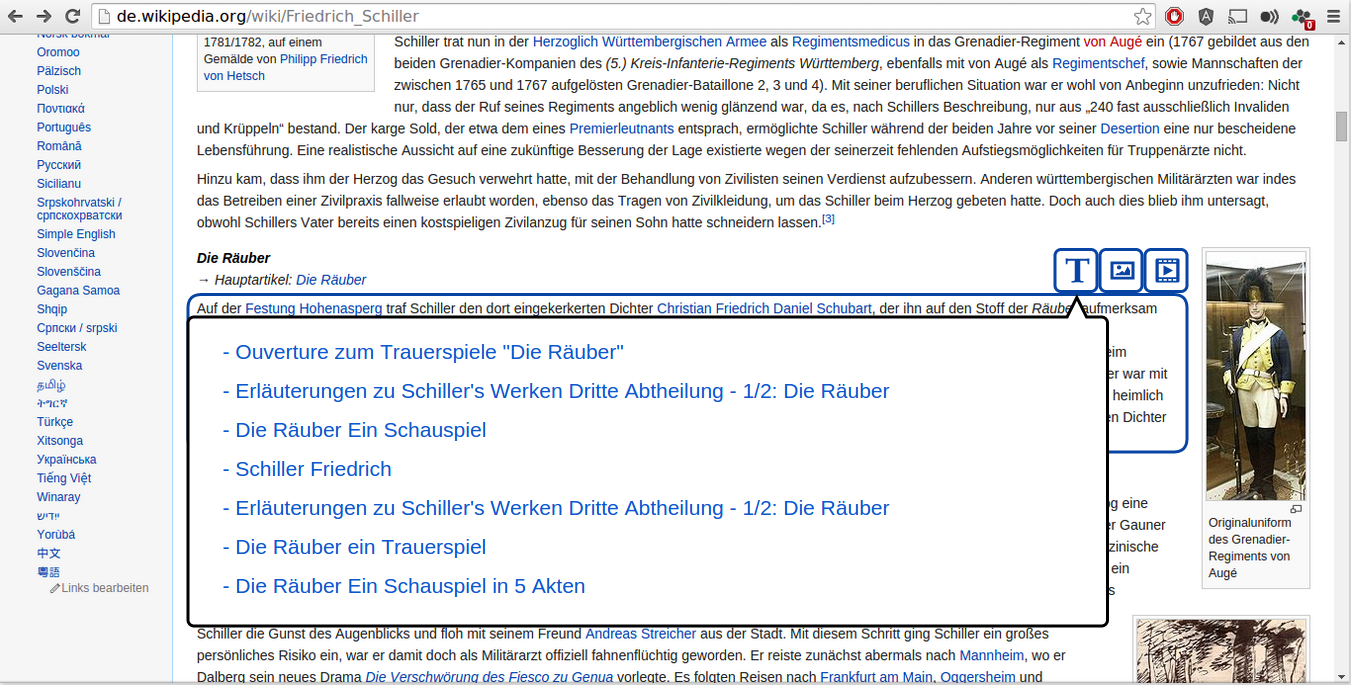 de.wikipedia.org/wiki/Friedrich_Schiller
0
Norsk bokmål
Oromoo
Pälzisch
Polski
Ποντιακά
Português
Română
Русский
Sicilianu
Srpskohrvatski /
српскохрватски
Simple English
Slovenčina
Slovenščina
Gagana Samoa
Shqip
Српски / srpski
Seeltersk
Svenska
தமிழ்
ትግርኛ
Türkçe
Xitsonga
Українська
Tiếng Việt
Winaray
ייִדיש
Yorùbá
中文
粵語
Links bearbeiten
1781/1782, auf einem
Gemälde von Philipp Friedrich
von Hetsch
Schiller trat nun in der Herzoglich Württembergischen Armee als Regimentsmedicus in das Grenadier-Regiment von Augé ein (1767 gebildet aus den
beiden Grenadier-Kompanien des (5.) Kreis-Infanterie-Regiments Württemberg, ebenfalls mit von Augé als Regimentschef, sowie Mannschaften der
zwischen 1765 und 1767 aufgelösten Grenadier-Bataillone 2, 3 und 4). Mit seiner beruflichen Situation war er wohl von Anbeginn unzufrieden: Nicht
nur, dass der Ruf seines Regiments angeblich wenig glänzend war, da es, nach Schillers Beschreibung, nur aus „240 fast ausschließlich Invaliden
und Krüppeln“ bestand. Der karge Sold, der etwa dem eines Premierleutnants entsprach, ermöglichte Schiller während der beiden Jahre vor seiner Desertion eine nur bescheidene
Lebensführung. Eine realistische Aussicht auf eine zukünftige Besserung der Lage existierte wegen der seinerzeit fehlenden Aufstiegsmöglichkeiten für Truppenärzte nicht.
Hinzu kam, dass ihm der Herzog das Gesuch verwehrt hatte, mit der Behandlung von Zivilisten seinen Verdienst aufzubessern. Anderen württembergischen Militärärzten war indes
das Betreiben einer Zivilpraxis fallweise erlaubt worden, ebenso das Tragen von Zivilkleidung, um das Schiller beim Herzog gebeten hatte. Doch auch dies blieb ihm untersagt,
obwohl Schillers Vater bereits einen kostspieligen Zivilanzug für seinen Sohn hatte schneidern lassen.[3]
Die Räuber
→ Hauptartikel: Die Räuber
T
Auf der Festung Hohenasperg traf Schiller den dort eingekerkerten Dichter Christian Friedrich Daniel Schubart, der ihn auf den Stoff der Räuber aufmerksam
eim
er war mit
heimlich
en Dichter
- Ouverture zum Trauerspiele "Die Räuber"
- Erläuterungen zu Schiller's Werken Dritte Abtheilung - 1/2: Die Räuber
- Die Räuber Ein Schauspiel
- Schiller Friedrich
- Erläuterungen zu Schiller's Werken Dritte Abtheilung - 1/2: Die Räuber
- Die Räuber ein Trauerspiel
- Die Räuber Ein Schauspiel in 5 Akten
og eine
er Gauner
zinische
ein
s
Originaluniform
des Grenadier-
Regiments von
Augé
Schiller die Gunst des Augenblicks und floh mit seinem Freund Andreas Streicher aus der Stadt. Mit diesem Schritt ging Schiller ein großes
persönliches Risiko ein, war er damit doch als Militärarzt offiziell fahnenflüchtig geworden. Er reiste zunächst abermals nach Mannheim, wo er
Dalberg sein neues Drama Die Verschwörung des Fiesco zu Genua vorlegte. Es folgten Reisen nach Frankfurt am Main, Oggersheim und